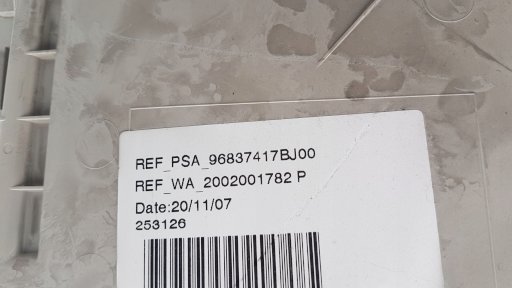 REF_PSA_96837417BJ00
REF_WA_2002001782 P
Date:20/11/07
253126